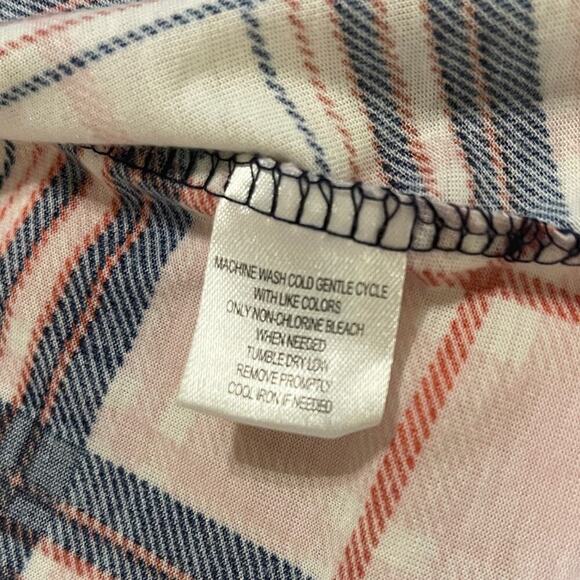 MACHINE WASH COLD GENTLE CYCLE
WITH LIKE COLORS
ONLY NON-CHLORINE BLEACH
WHEN NEEDED
TUMBLE DRY LOW
REMOVE PROMPTLY
COOL IRON IF NEEDED